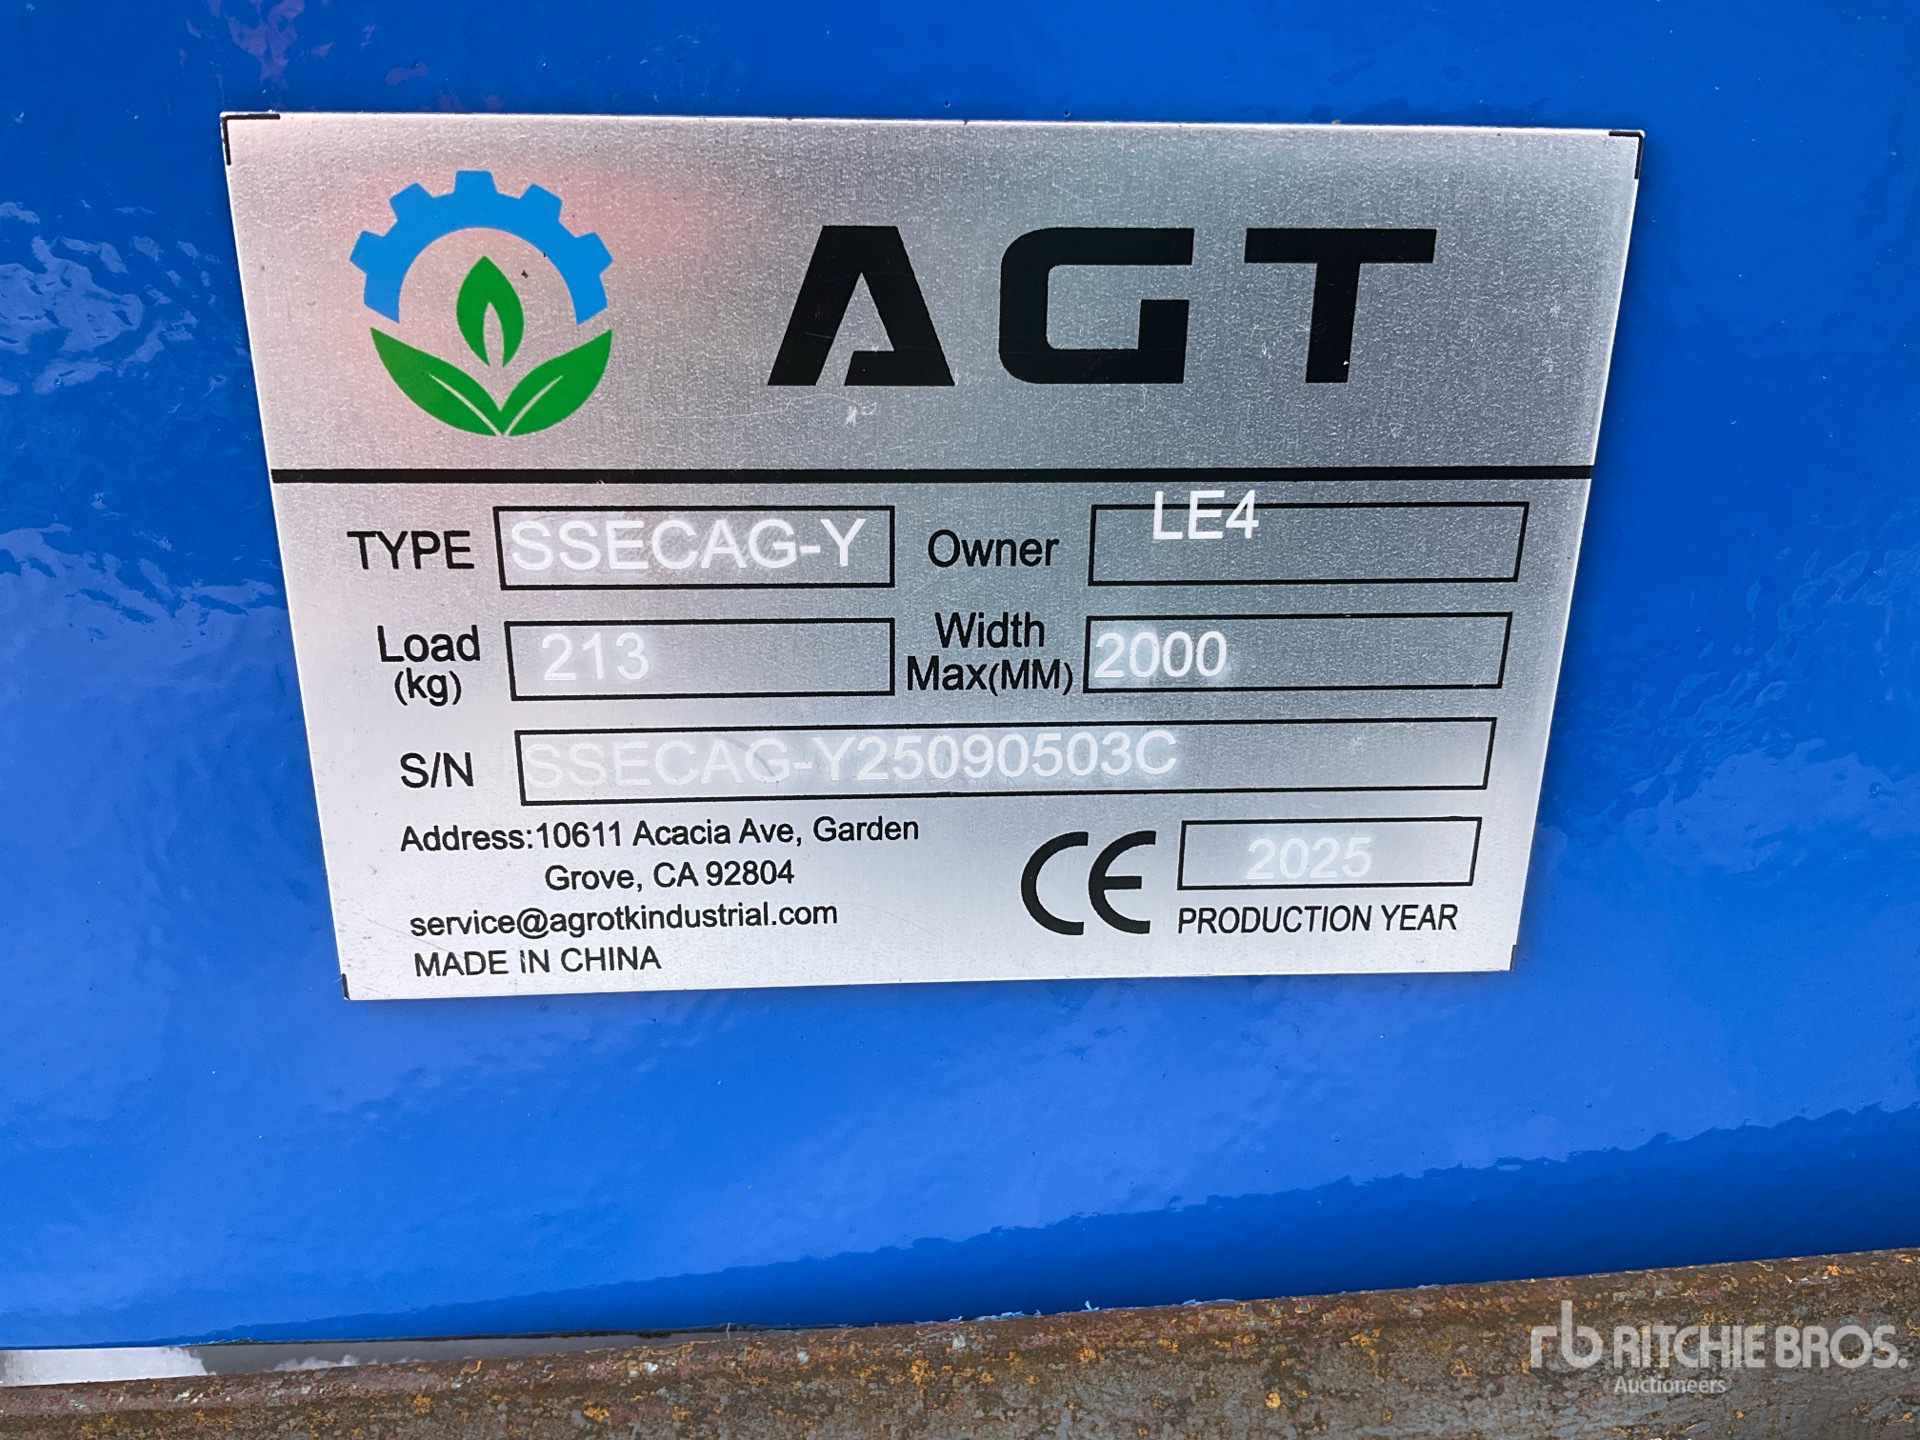 AGT
TYPE SSECAG-Y Owner LE4
Load (kg) 213 Width Max(MM) 2000
S/N SSECAG-Y25090503C
Address:10611 Acacia Ave, Garden
Grove, CA 92804
service@agrotkindustrial.com
MADE IN CHINA
CE 2025
PRODUCTION YEAR
rb RITCHIE BROS.
Auctioneers